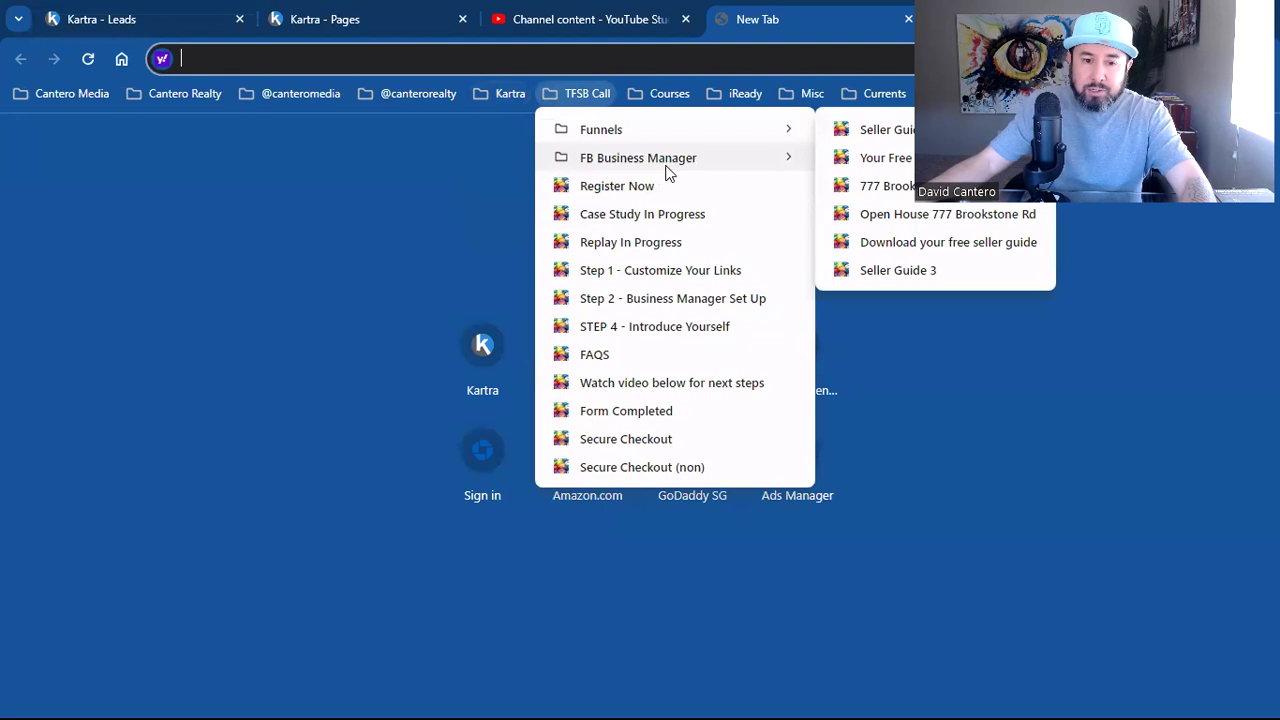 Kartra - Leads
Kartra - Pages
Channel content - YouTube Stu
New Tab
y!
Cantero Media
Cantero Realty
@canteromedia
@canterorealty
Kartra
TFSB Call
Courses
iReady
Misc
Currents
Funnels
FB Business Manager
Register Now
Case Study In Progress
Replay In Progress
Step 1 - Customize Your Links
Step 2 - Business Manager Set Up
STEP 4 - Introduce Yourself
FAQS
Watch video below for next steps
Form Completed
Secure Checkout
Secure Checkout (non)
Seller Guid
Your Free
777 Brook
Open House 777 Brookstone Rd
Download your free seller guide
Seller Guide 3
David Cantero
Kartra
en...
Sign in
Amazon.com
GoDaddy SG
Ads Manager